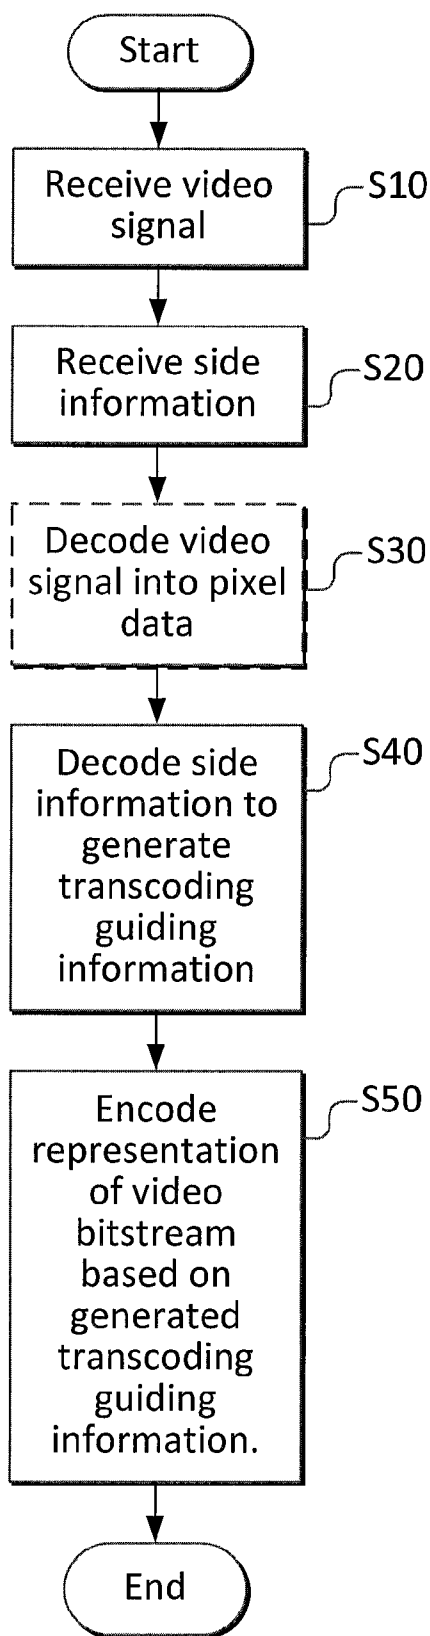 Start
Receive video
signal
S10
Receive side
information
S20
Decode video
signal into pixel
data
S30
Decode side
information to
generate
transcoding
guiding
information
S40
Encode
representation
of video
bitstream
based on
generated
transcoding
guiding
information.
S50
End